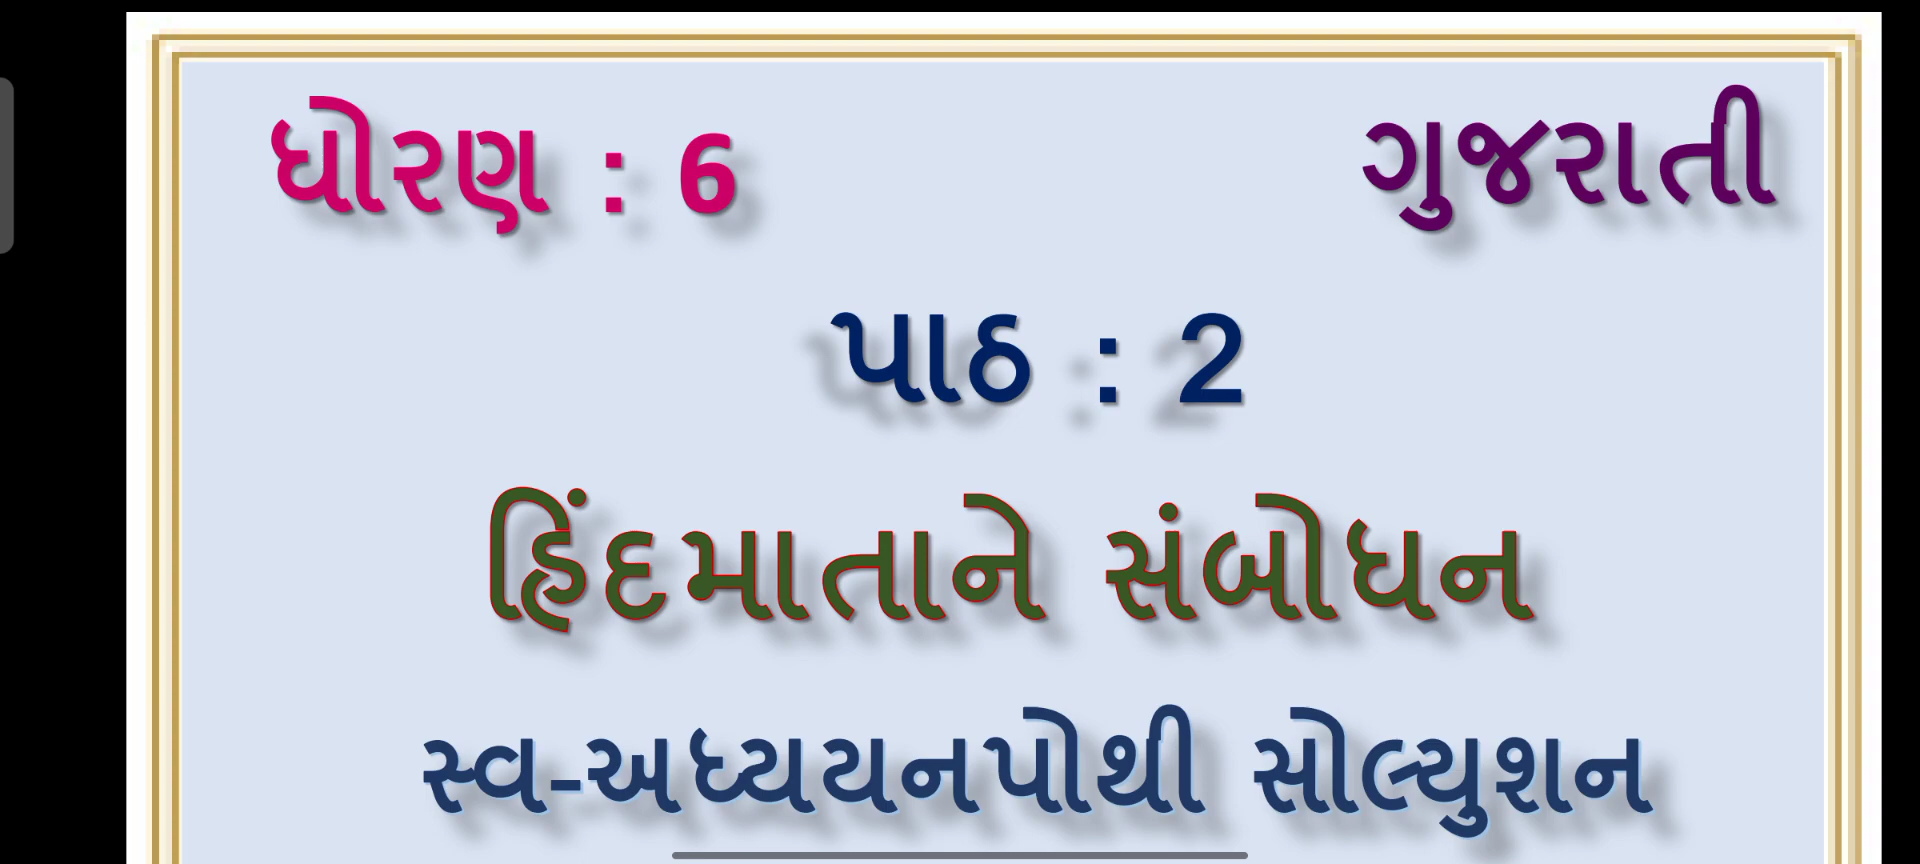 ધોરણ : 6 ગુજરાતી
પાઠ : 2
હિંદમાતાને સંબોધન
સ્વ-અધ્યયનપોથી સોલ્યુશન